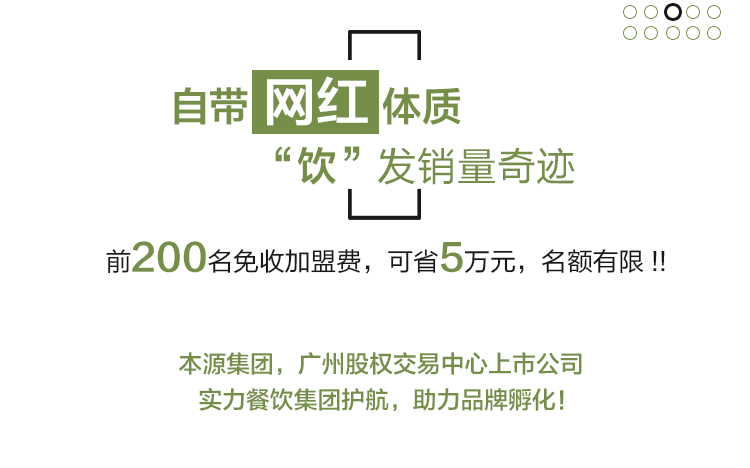 自带网红体质
“饮”发销量奇迹
前200名免收加盟费，可省5万元，名额有限!!
本源集团，广州股权交易中心上市公司
实力餐饮集团护航，助力品牌孵化！